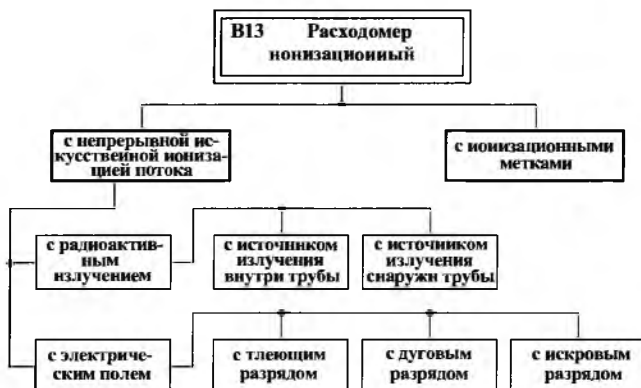 В13 Расходомер
ионизационный
с непрерывной ис-
кусственной иониза-
цией потока
с ионизационными
метками
с радиоактив-
ным
излучением
с источником
излучения
внутри трубы
с источником
излучения
снаружи трубы
с электриче-
ским полем
с тлеющим
разрядом
с дуговым
разрядом
с искровым
разрядом